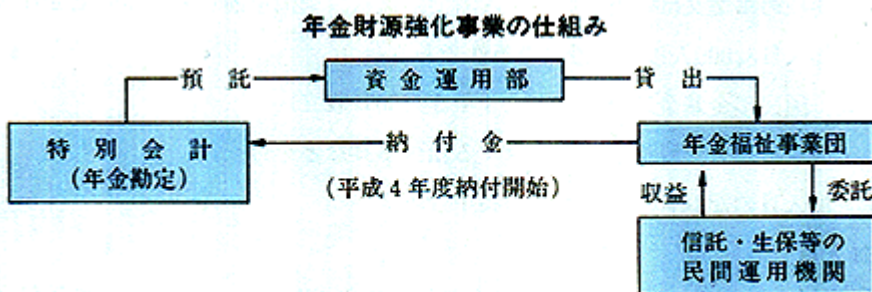 年金財源強化事業の仕組み
預託
資金運用部
貸出
特別会計
(年金勘定)
納付金
(平成4年度納付開始)
年金福祉事業団
収益
委託
信託・生保等の
民間運用機関